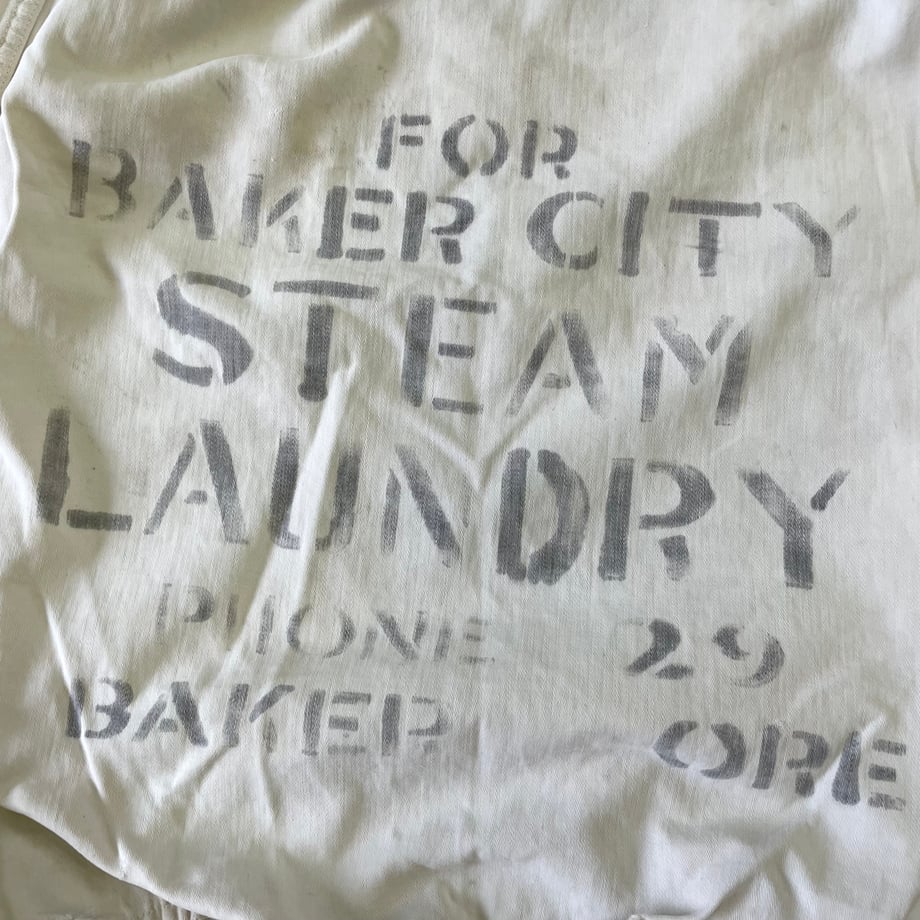 FOR
BAKER CITY
STEAM
LAUNDRY
PHONE 29
BAKER ORE